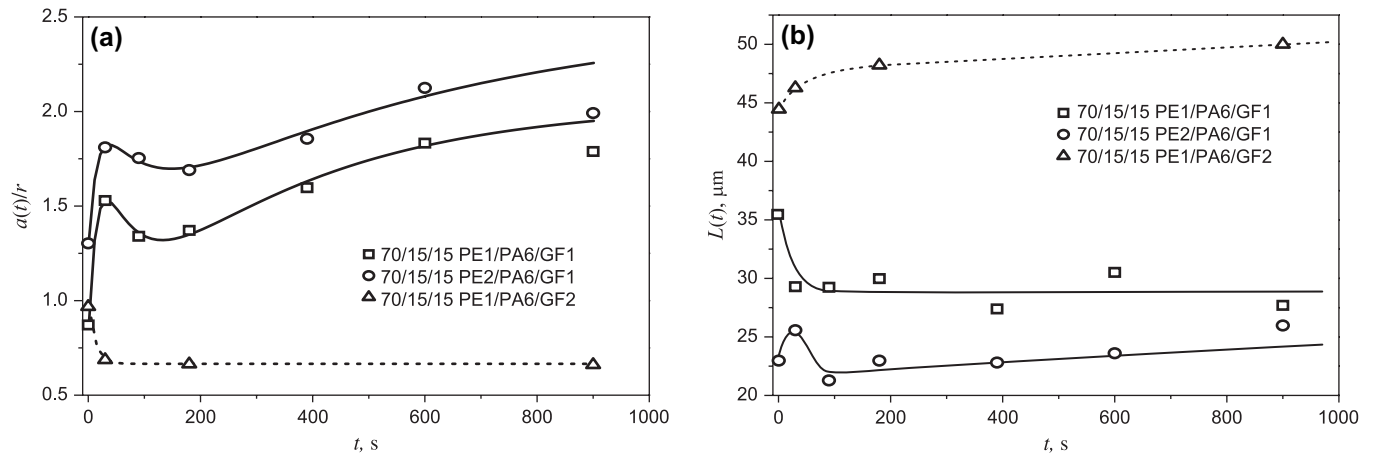 (a)
2.5
2.0
1.5
1.0
0.5
a(t)/r
70/15/15 PE1/PA6/GF1
70/15/15 PE2/PA6/GF1
70/15/15 PE1/PA6/GF2
0
200
400
600
800
1000
t, s
(b)
50
45
40
35
30
25
20
L(t), μm
70/15/15 PE1/PA6/GF1
70/15/15 PE2/PA6/GF1
70/15/15 PE1/PA6/GF2
0
200
400
600
800
1000
t, s